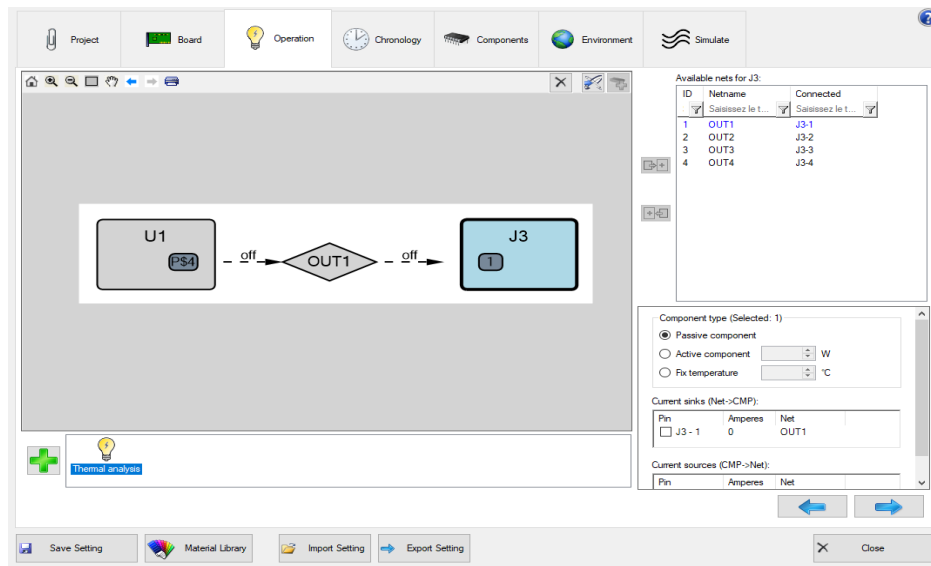 Project Board Operation Chronology Components Environment Simulate
Available nets for J3:
ID Netname Connected
Saisissez le t... Saisissez le t...
1 OUT1 J3-1
2 OUT2 J3-2
3 OUT3 J3-3
4 OUT4 J3-4
U1 J3
P$4 off OUT1 off 1
Component type (Selected: 1)
Passive component
Active component W
Fix temperature °C
Current sinks (Net->CMP):
Pin Amperes Net
J3 - 1 0 OUT1
Current sources (CMP->Net):
Pin Amperes Net
Thermal analysis
Save Setting Material Library Import Setting Export Setting Close